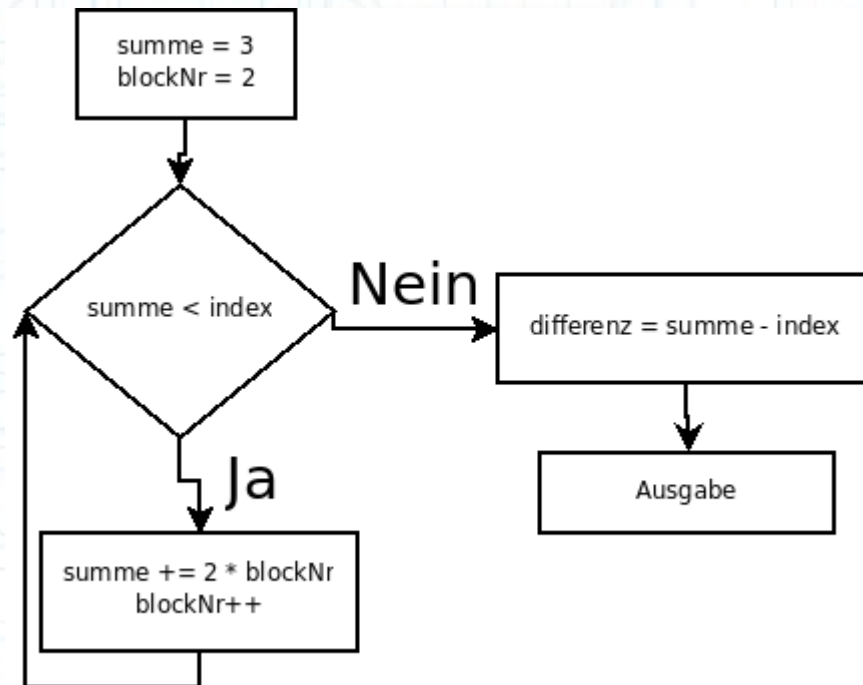 summe = 3
blockNr = 2
summe < index
Nein
differenz = summe - index
Ja
Ausgabe
summe += 2 * blockNr
blockNr++